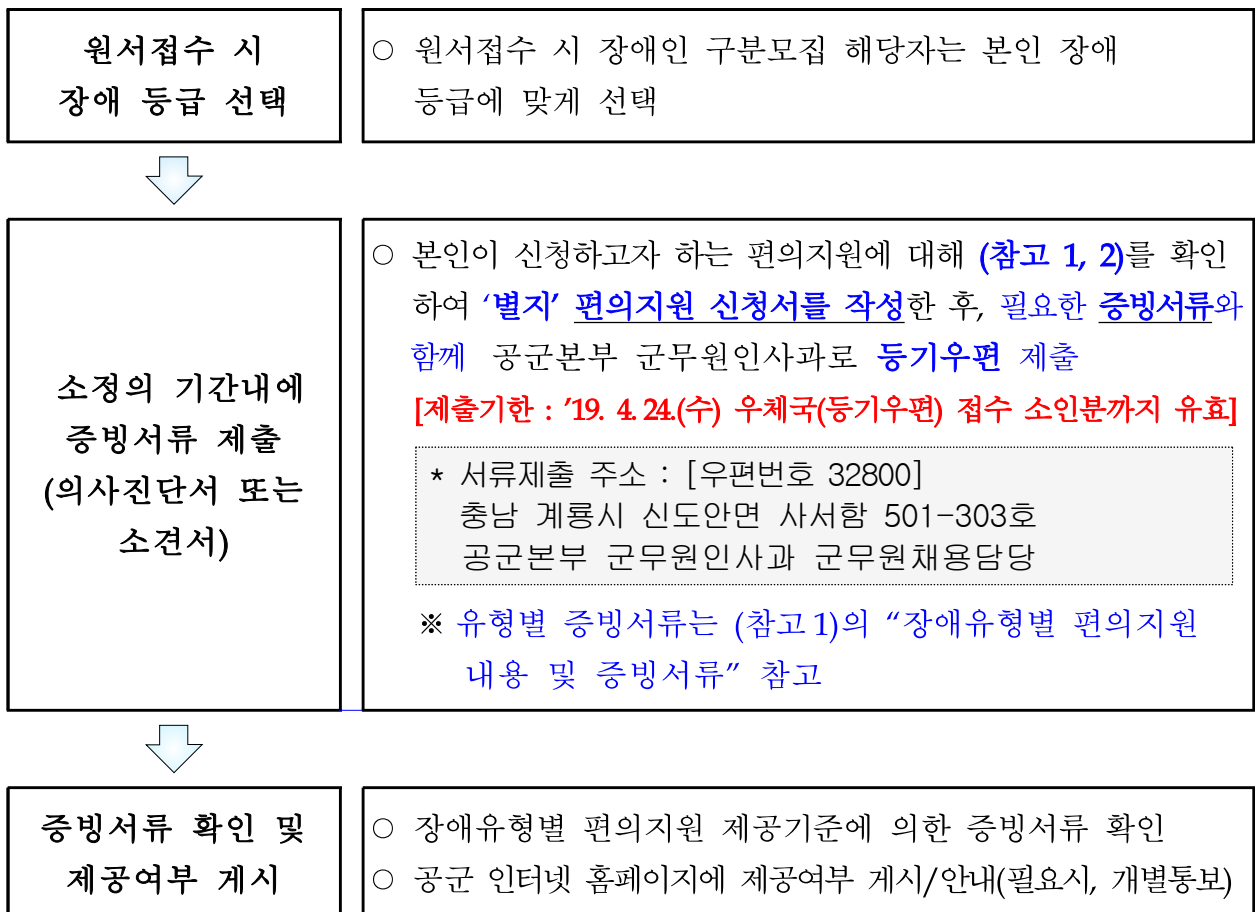 원서접수 시
장애 등급 선택
○ 원서접수 시 장애인 구분모집 해당자는 본인 장애
등급에 맞게 선택
소정의 기간내에
증빙서류 제출
(의사진단서 또는
소견서)
○ 본인이 신청하고자 하는 편의지원에 대해 (참고 1, 2)를 확인
하여 ‘별지’ 편의지원 신청서를 작성한 후, 필요한 증빙서류와
함께 공군본부 군무원인사과로 등기우편 제출
[제출기한 : ’19. 4. 24.(수) 우체국(등기우편) 접수 소인분까지 유효]
* 서류제출 주소 : [우편번호 32800]
충남 계룡시 신도안면 사서함 501-303호
공군본부 군무원인사과 군무원채용담당
※ 유형별 증빙서류는 (참고 1)의 “장애유형별 편의지원
내용 및 증빙서류” 참고
증빙서류 확인 및
제공여부 게시
○ 장애유형별 편의지원 제공기준에 의한 증빙서류 확인
○ 공군 인터넷 홈페이지에 제공여부 게시/안내(필요시, 개별통보)